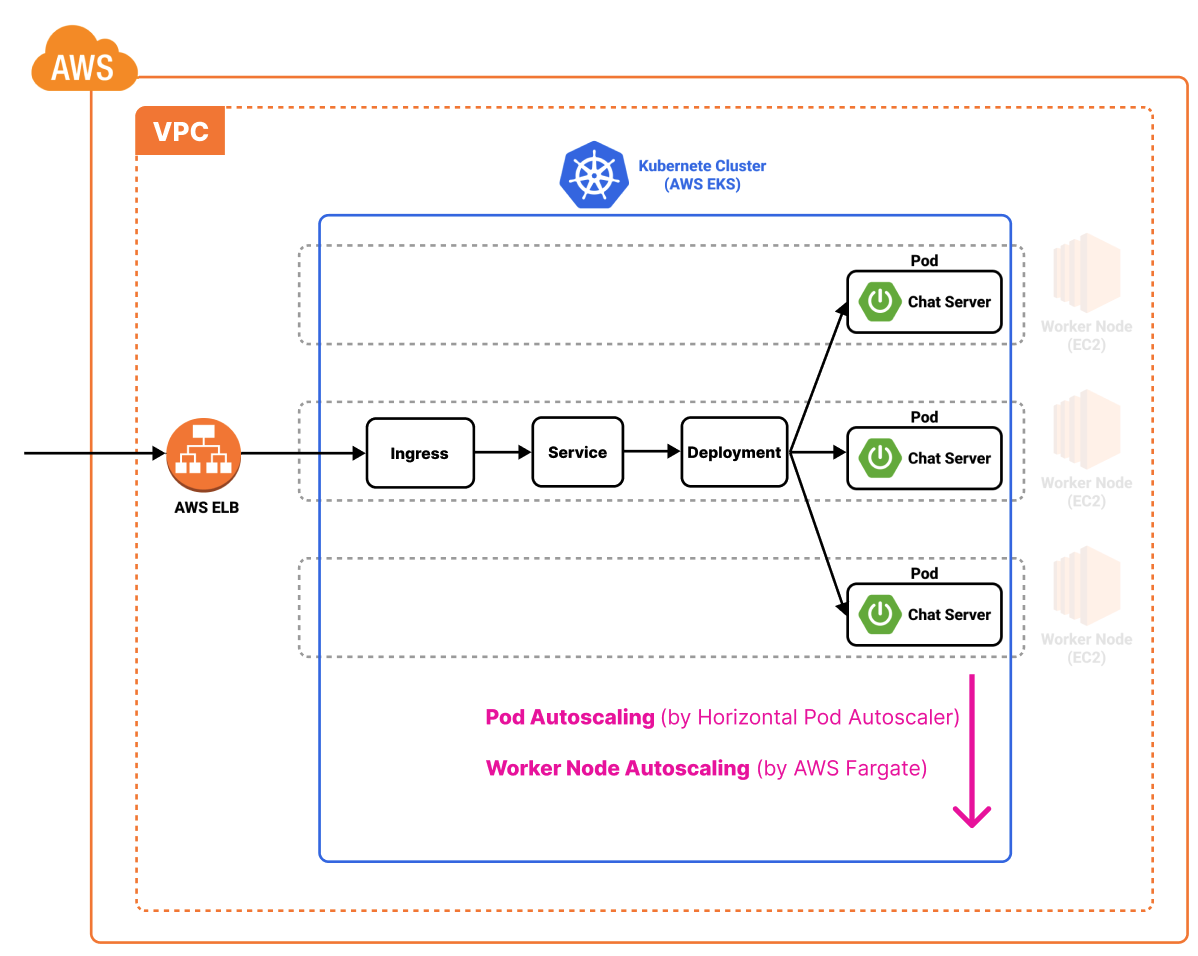 AWS
VPC
Kubernete Cluster
(AWS EKS)
Pod
Chat Server
Worker Node
(EC2)
AWS ELB
Ingress
Service
Deployment
Pod
Chat Server
Worker Node
(EC2)
Pod
Chat Server
Worker Node
(EC2)
Pod Autoscaling (by Horizontal Pod Autoscaler)
Worker Node Autoscaling (by AWS Fargate)